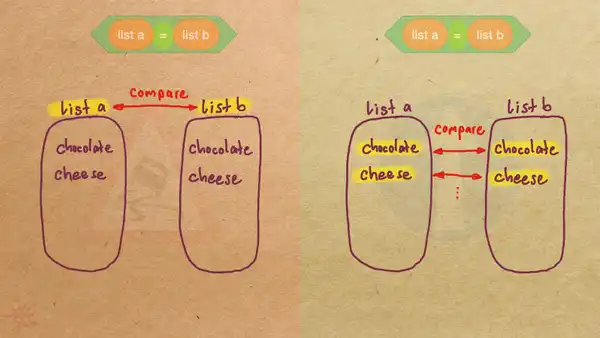 list a = list b
compare
list a list b
chocolate chocolate
cheese cheese
list a = list b
list a list b
compare
chocolate chocolate
cheese cheese